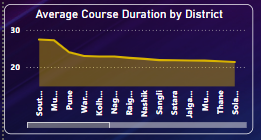 Average Course Duration by District
30
20
Sout...
Mu...
Pune
War...
Kolh...
Nag...
Raig...
Nashik
Sangli
Satara
Jalga...
Mu...
Thane
Sola...